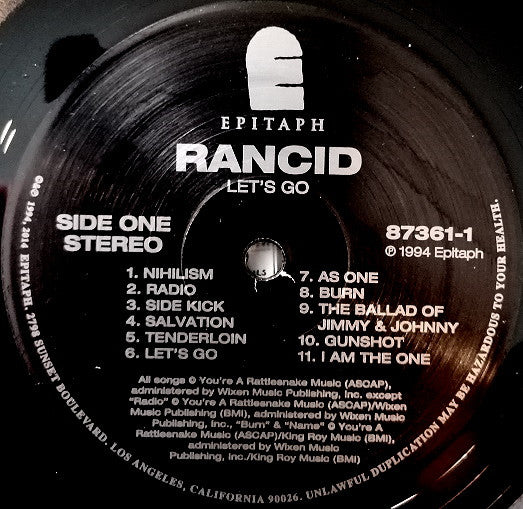 E
EPITAPH
RANCID
LET'S GO
SIDE ONE
STEREO
87361-1
℗ 1994 Epitaph
1. NIHILISM
2. RADIO
3. SIDE KICK
4. SALVATION
5. TENDERLOIN
6. LET'S GO
7. AS ONE
8. BURN
9. THE BALLAD OF
JIMMY & JOHNNY
10. GUNSHOT
11. I AM THE ONE
All songs © You're A Rattlesnake Music (ASCAP),
administered by Wixen Music Publishing, Inc. except
"Radio" © You're A Rattlesnake Music (ASCAP)/Wixen
Music Publishing (BMI), administered by Wixen Music
Publishing, Inc., "Burn" & "Name" © You're A
Rattlesnake Music (ASCAP)/King Roy Music (BMI),
administered by Wixen Music
Publishing, Inc./King Roy Music (BMI)
1994, 2014 EPITAPH. 2798 SUNSET BOULEVARD. LOS ANGELES, CALIFORNIA 90026. UNLAWFUL DUPLICATION MAY BE HAZARDOUS TO YOUR HEALTH.